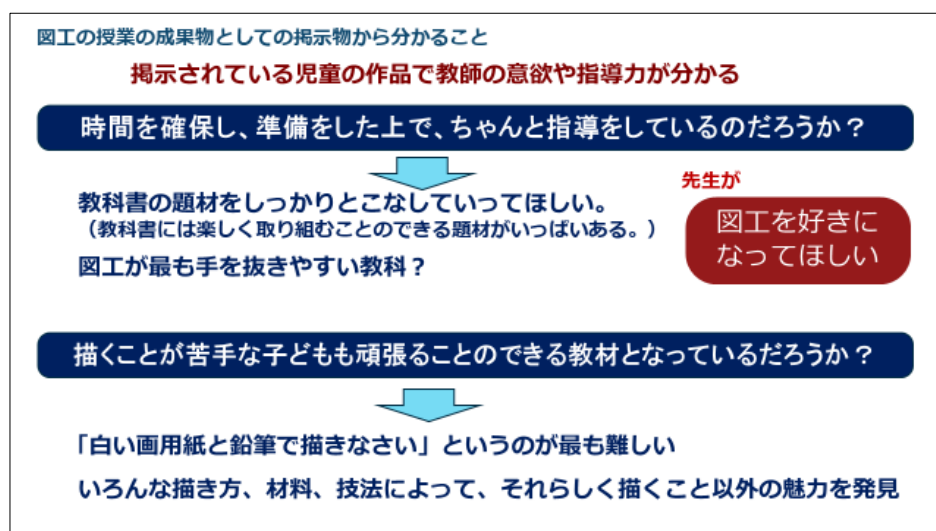 図工の授業の成果物としての掲示物から分かること
掲示されている児童の作品で教師の意欲や指導力が分かる
時間を確保し、準備をした上で、ちゃんと指導をしているのだろうか？
教科書の題材をしっかりとこなしていってほしい。
（教科書には楽しく取り組むことのできる題材がいっぱいある。）
図工が最も手を抜きやすい教科？
先生が
図工を好きに
なってほしい
描くことが苦手な子どもも頑張ることのできる教材となっているだろうか？
「白い画用紙と鉛筆で描きなさい」というのが最も難しい
いろんな描き方、材料、技法によって、それらしく描くこと以外の魅力を発見